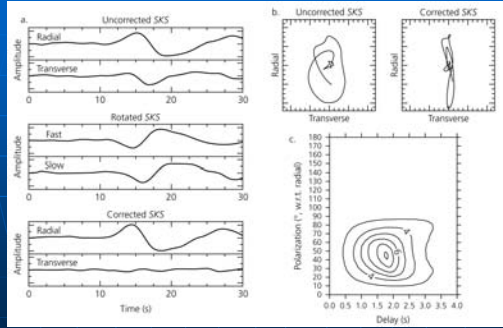 a.
Uncorrected SKS
Radial
Transverse
Amplitude
0 10 20 30
Rotated SKS
Fast
Slow
Amplitude
0 10 20 30
Corrected SKS
Radial
Transverse
Amplitude
0 10 20 30
Time (s)
b.
Uncorrected SKS
Radial
Transverse
Corrected SKS
Radial
Transverse
c.
180
170
160
150
140
130
120
110
100
90
80
70
60
50
40
30
20
10
0
Polarization (°, w.r.t. radial)
4
4
0.0 0.5 1.0 1.5 2.0 2.5 3.0 3.5 4.0
Delay (s)